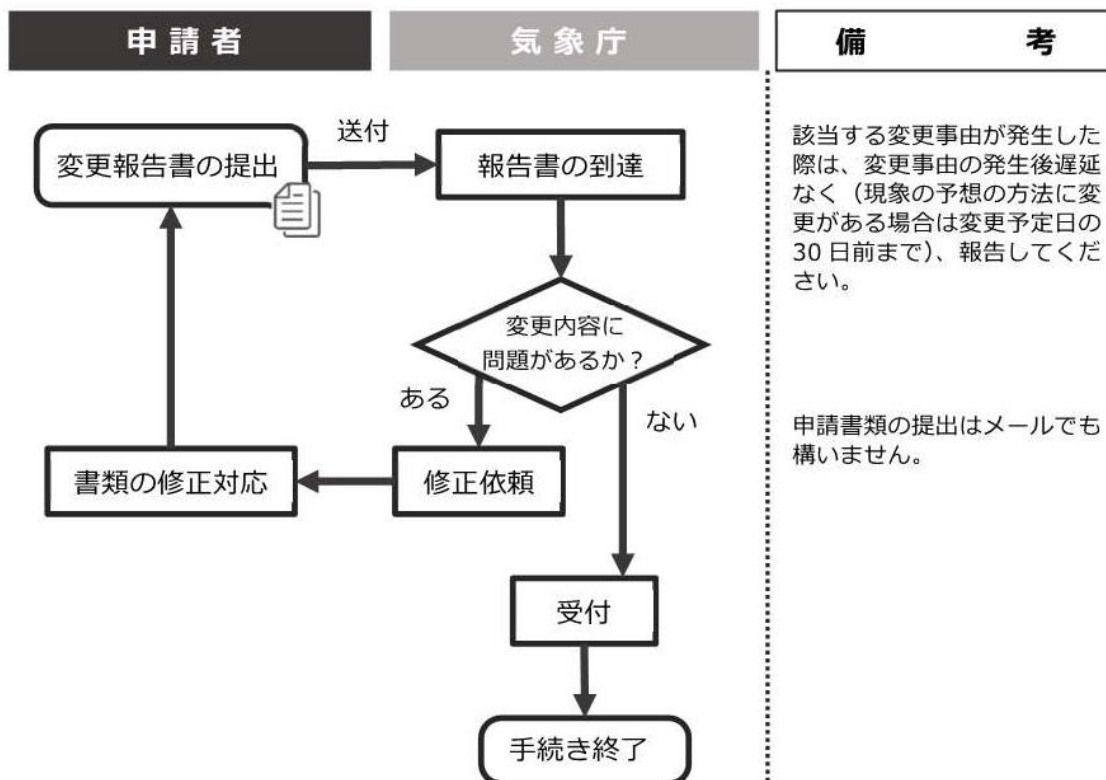 申請者
気象庁
備考
変更報告書の提出
送付
報告書の到達
変更内容に
問題があるか？
ある
ない
修正依頼
書類の修正対応
受付
手続き終了
該当する変更事由が発生した
際は、変更事由の発生後遅延
なく（現象の予想の方法に変
更がある場合は変更予定日の
30 日前まで）、報告してくだ
さい。
申請書類の提出はメールでも
構いません。